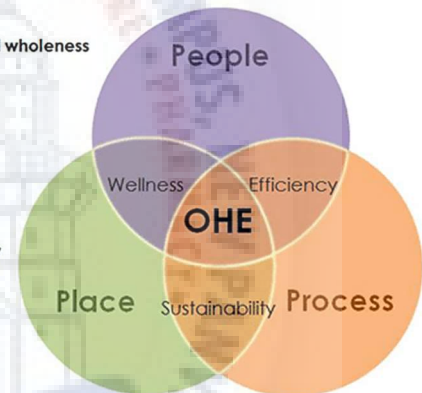 wholeness
People
Wellness
Efficiency
OHE
Place
Sustainability
Process